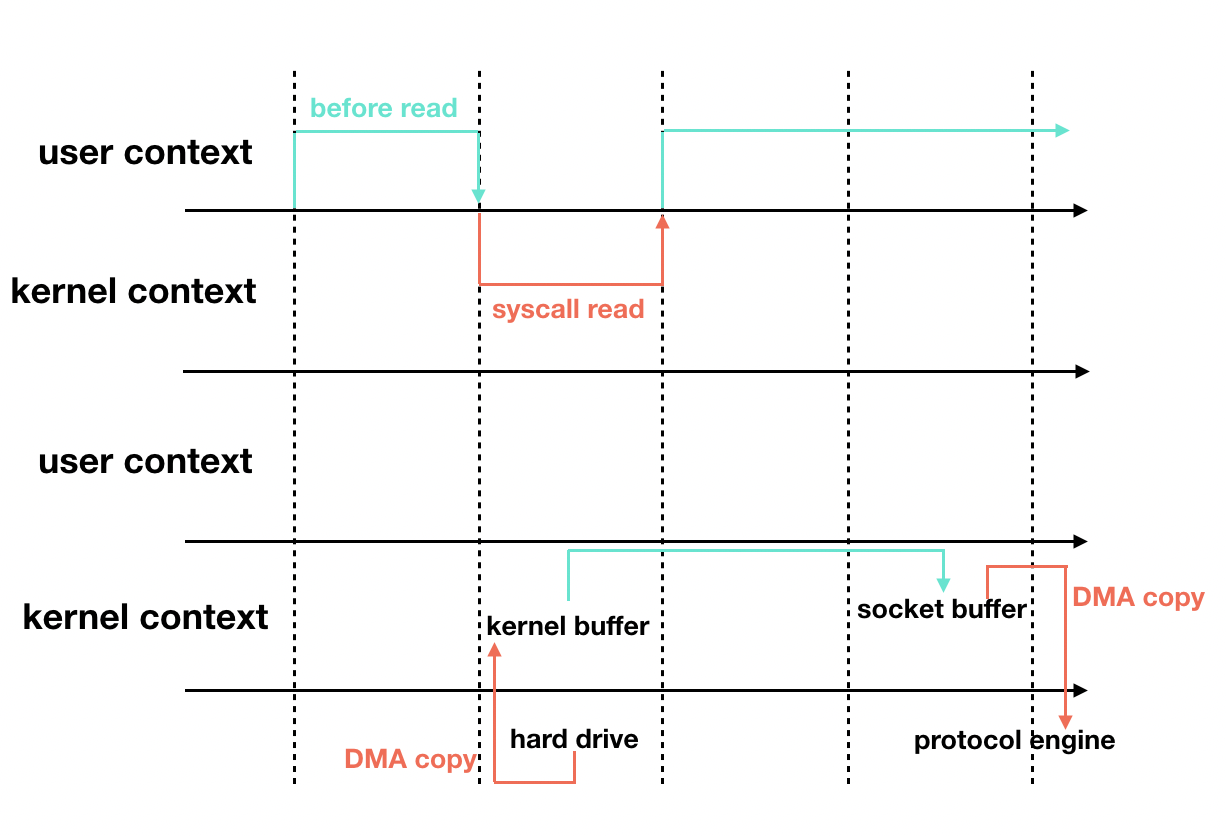 before read
user context
kernel context
syscall read
user context
kernel context
kernel buffer
socket buffer
DMA copy
hard drive
DMA copy
protocol engine